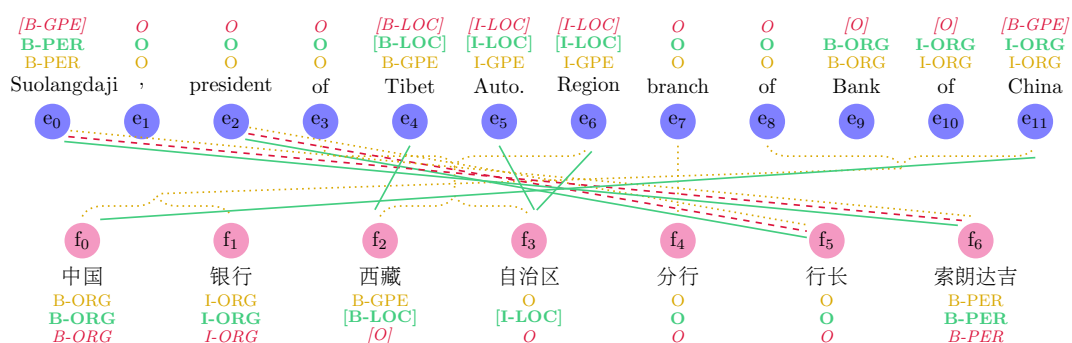 [B-GPE] O O O [B-LOC] [I-LOC] [I-LOC] O O [O] [O] [B-GPE]
B-PER O O O [B-LOC] [I-LOC] [I-LOC] O O B-ORG I-ORG I-ORG
B-PER O O O B-GPE I-GPE I-GPE O O B-ORG I-ORG I-ORG
Suolangdaji , president of Tibet Auto. Region branch of Bank of China
e0 e1 e2 e3 e4 e5 e6 e7 e8 e9 e10 e11
f0 f1 f2 f3 f4 f5 f6
中国 银行 西藏 自治区 分行 行长 索朗达吉
B-ORG I-ORG B-GPE O O O B-PER
B-ORG I-ORG [B-LOC] [I-LOC] O O B-PER
B-ORG I-ORG [O] O O O B-PER